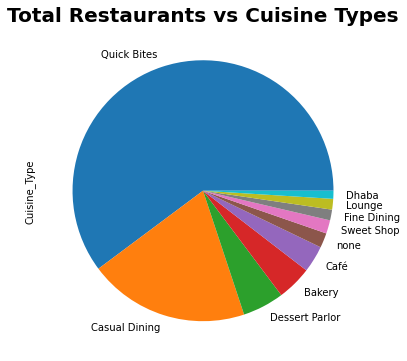 Total Restaurants vs Cuisine Types
Quick Bites
Cuisine_Type
Dhaba
Lounge
Fine Dining
Sweet Shop
none
Café
Bakery
Dessert Parlor
Casual Dining